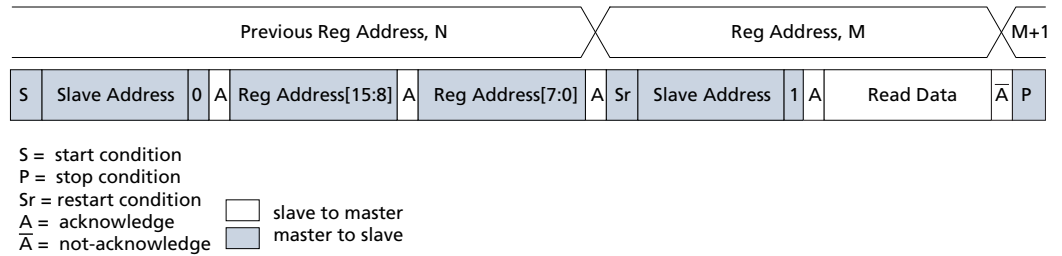 Previous Reg Address, N Reg Address, M M+1
S Slave Address 0 A Reg Address[15:8] A Reg Address[7:0] A Sr Slave Address 1 A Read Data A̅ P
S = start condition
P = stop condition
Sr = restart condition
A = acknowledge
A̅ = not-acknowledge
slave to master
master to slave